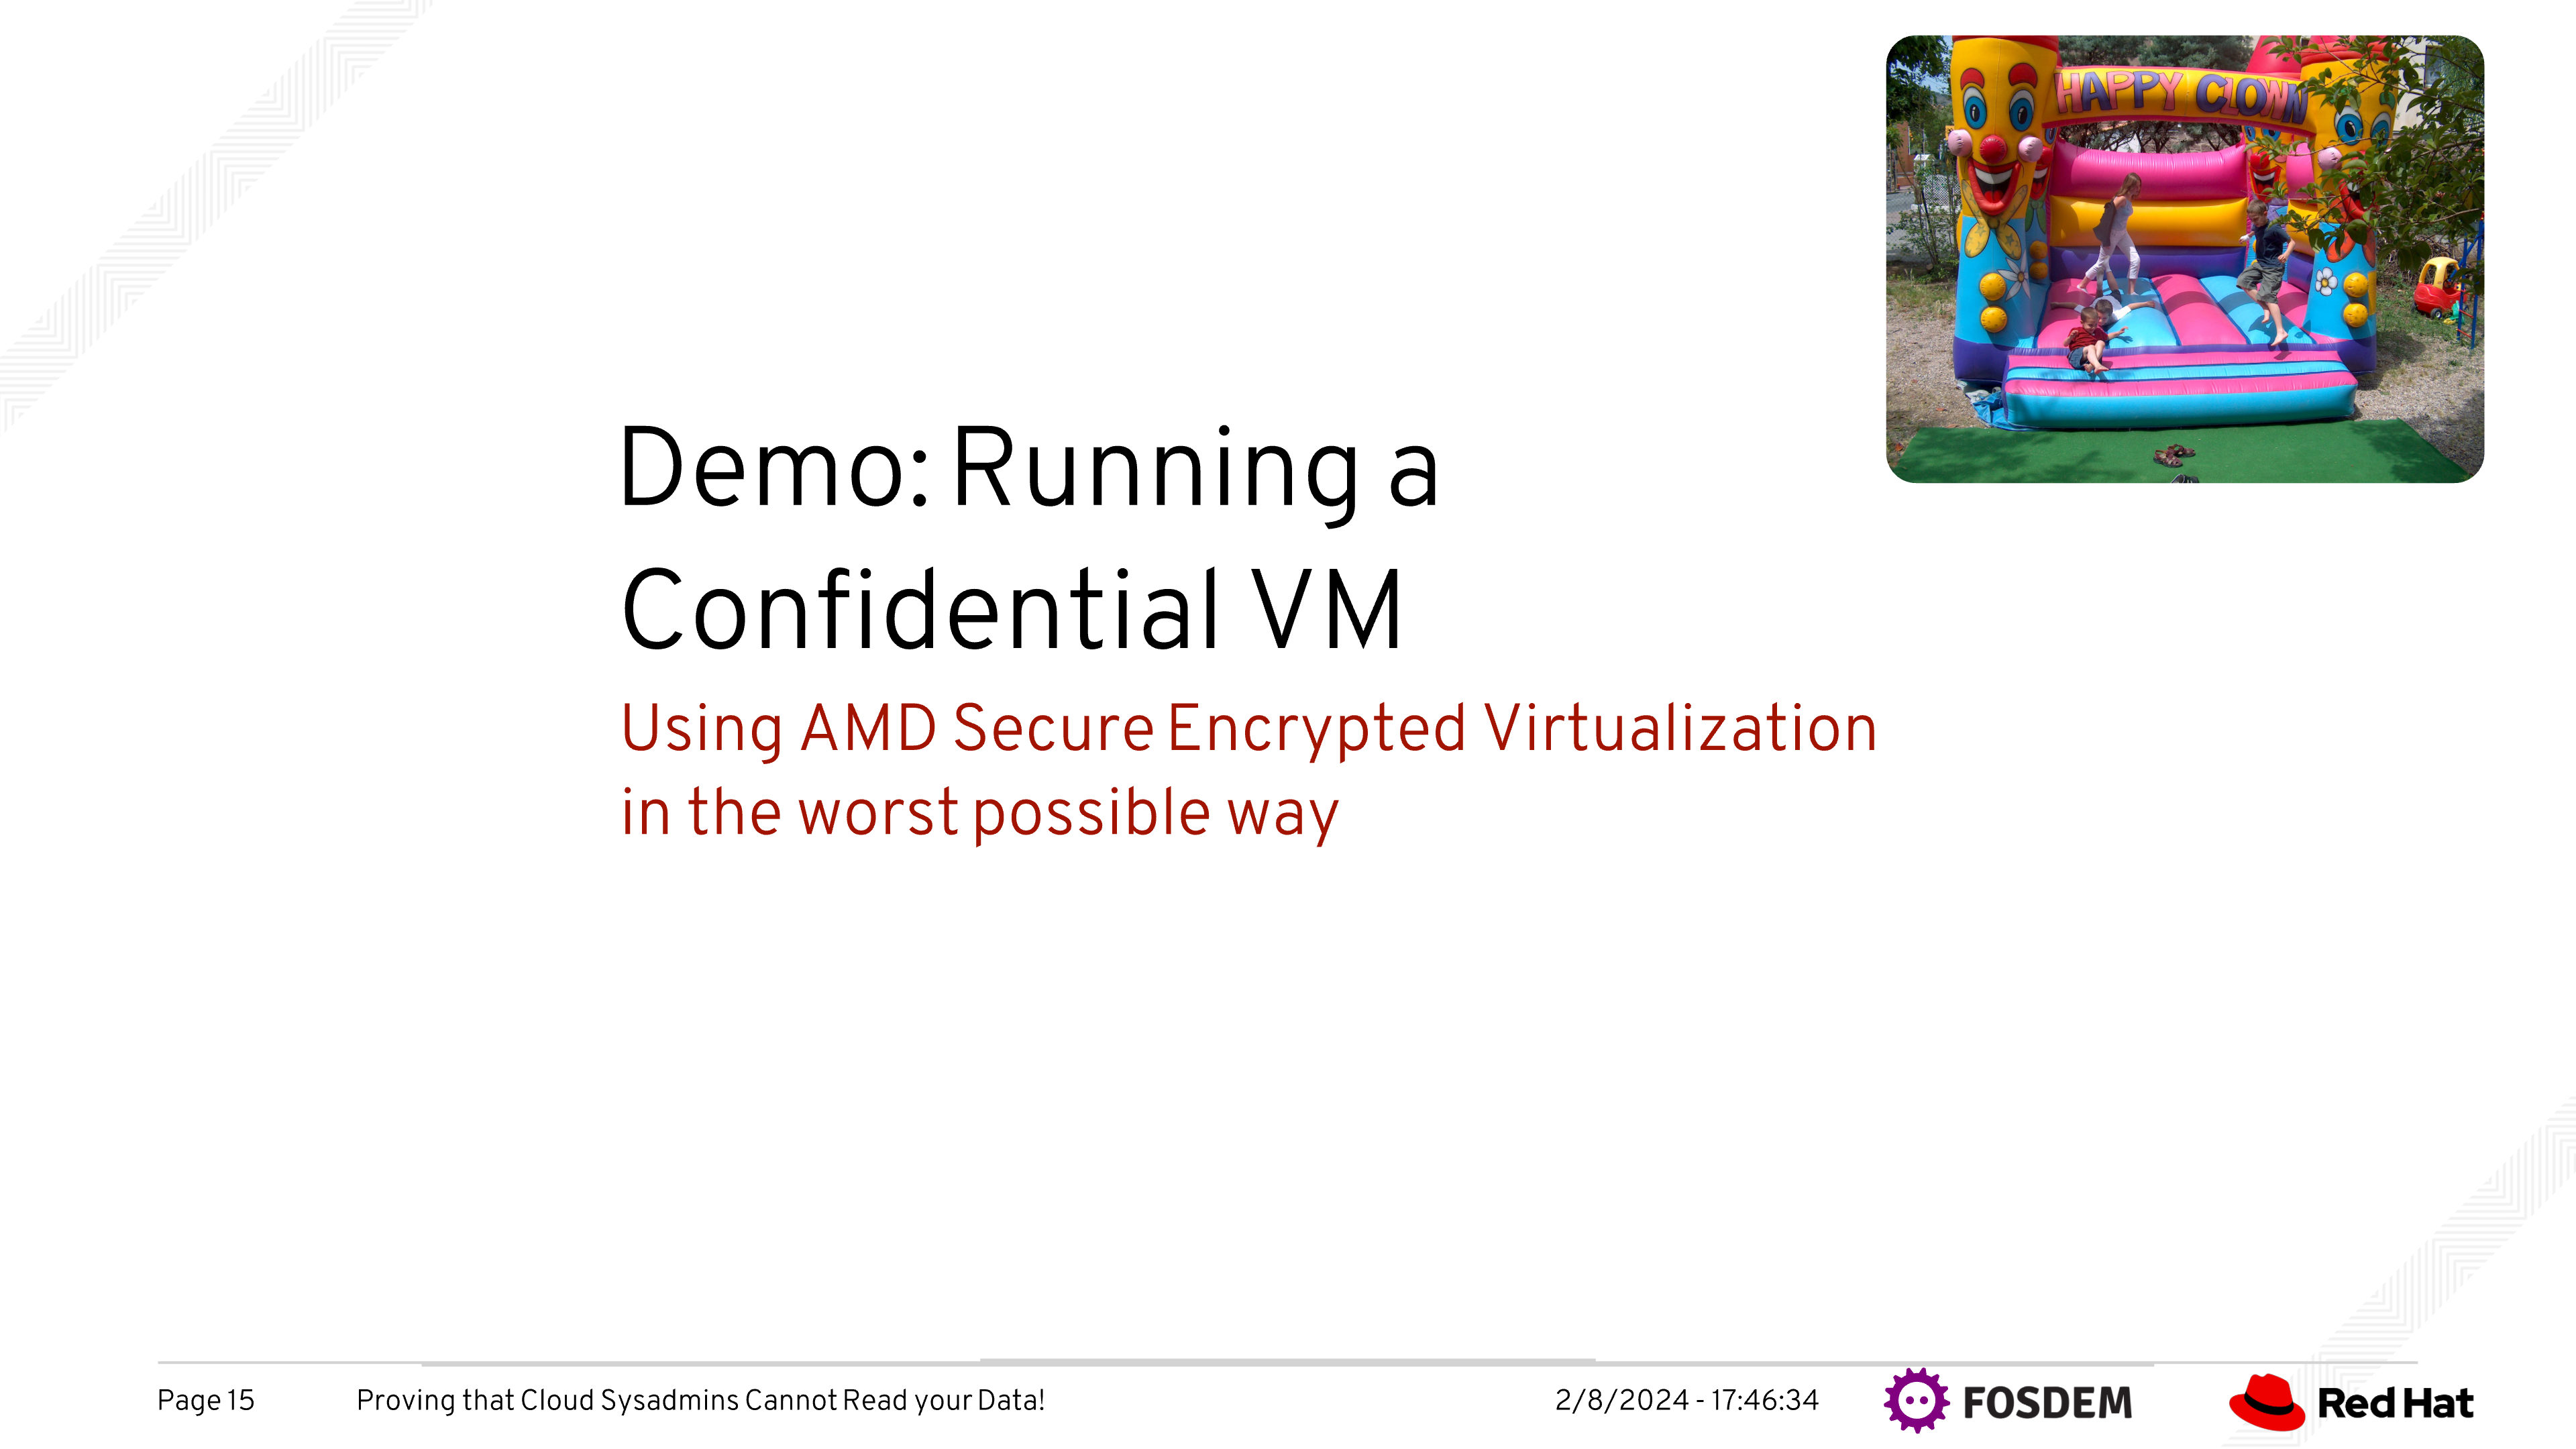 HAPPY CLOWN
Demo: Running a
Confidential VM
Using AMD Secure Encrypted Virtualization
in the worst possible way
Page 15
Proving that Cloud Sysadmins Cannot Read your Data!
2/8/2024 - 17:46:34
FOSDEM
Red Hat